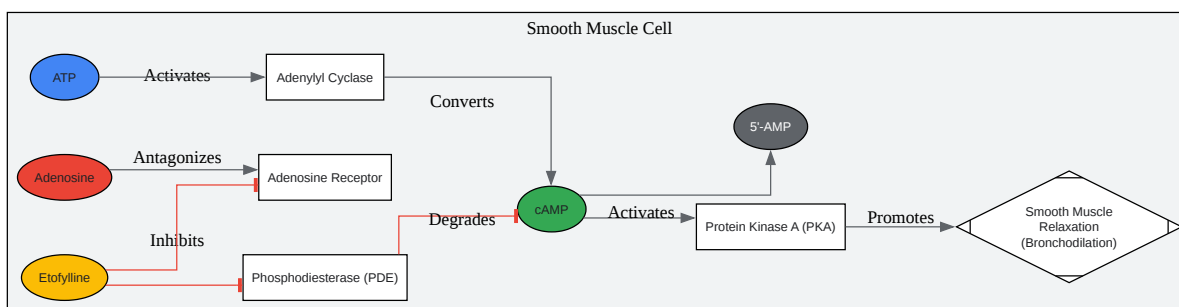 Smooth Muscle Cell
ATP
Activates
Adenylyl Cyclase
Converts
5'-AMP
Adenosine
Antagonizes
Adenosine Receptor
cAMP
Activates
Protein Kinase A (PKA)
Promotes
Smooth Muscle
Relaxation
(Bronchodilation)
Degrades
Inhibits
Etofylline
Phosphodiesterase (PDE)